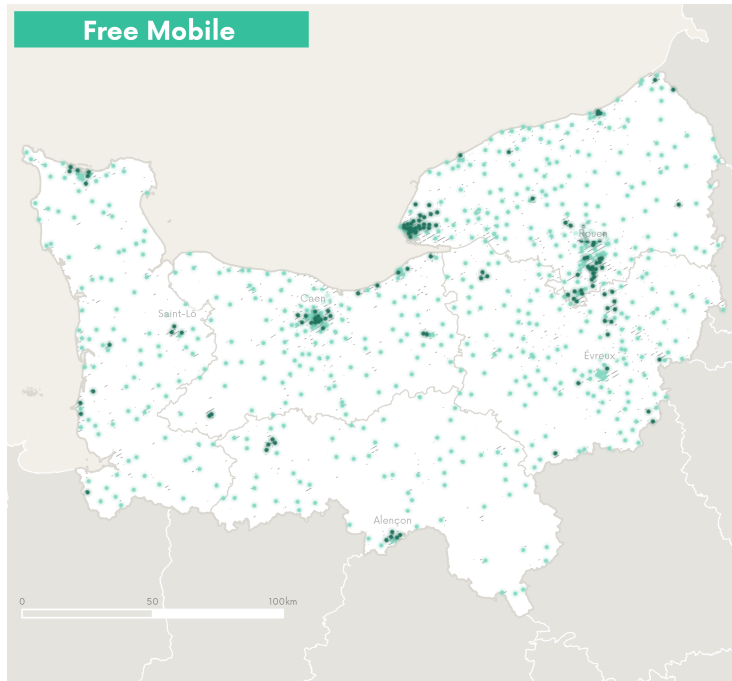 Free Mobile
Rouen
Caen
Saint-Lô
Évreux
Alençon
0 50 100km